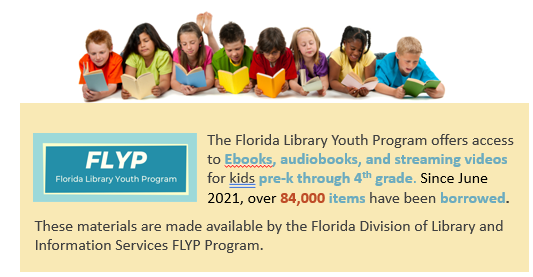 FLYP
Florida Library Youth Program
The Florida Library Youth Program offers access
to Ebooks, audiobooks, and streaming videos
for kids pre-k through 4th grade. Since June
2021, over 84,000 items have been borrowed.
These materials are made available by the Florida Division of Library and
Information Services FLYP Program.